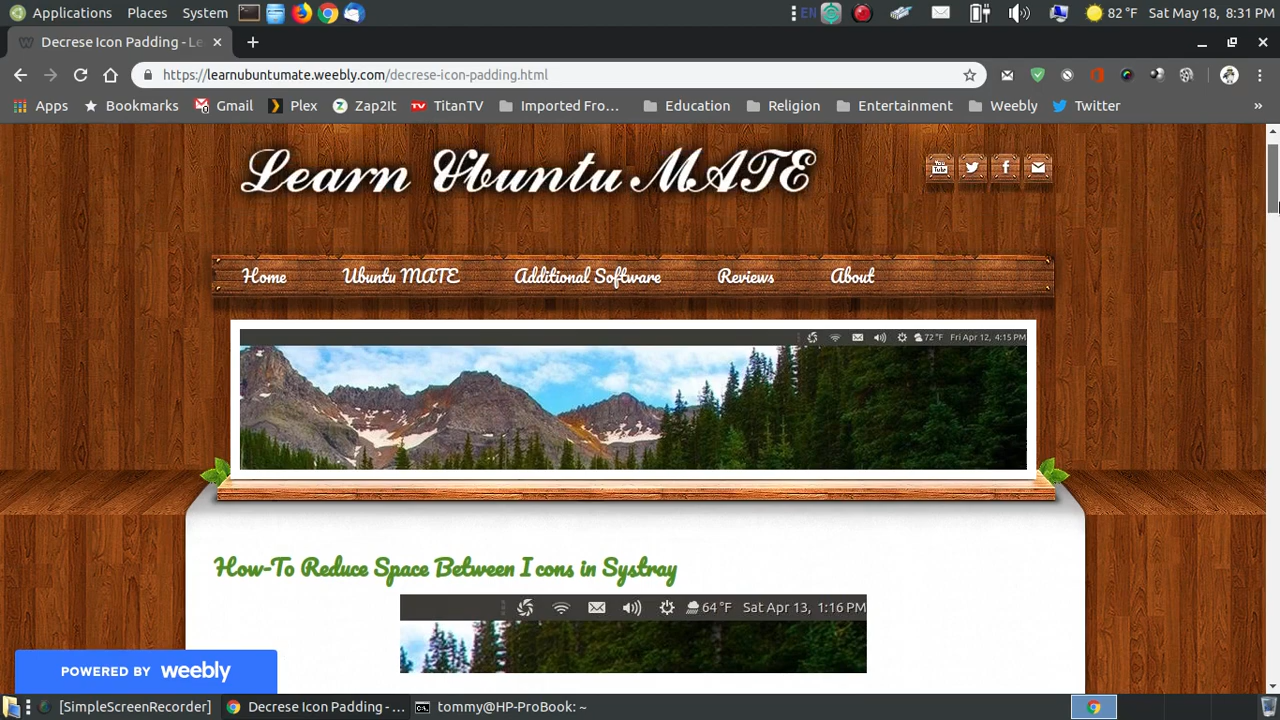 Applications Places System EN 82 °F Sat May 18, 8:31 PM
Decrese Icon Padding - Le
https://learnubuntumate.weebly.com/decrese-icon-padding.html
Apps Bookmarks Gmail Plex Zap2It TitanTV Imported Fro... Education Religion Entertainment Weebly Twitter »
Learn Ubuntu MATE You Tube
Home Ubuntu MATE Additional Software Reviews About
72 °F Fri Apr 12, 4:15 PM
How-To Reduce Space Between I cons in Systray
64 °F Sat Apr 13, 1:16 PM
POWERED BY weebly
[SimpleScreenRecorder] Decrese Icon Padding - ... tommy@HP-ProBook: ~